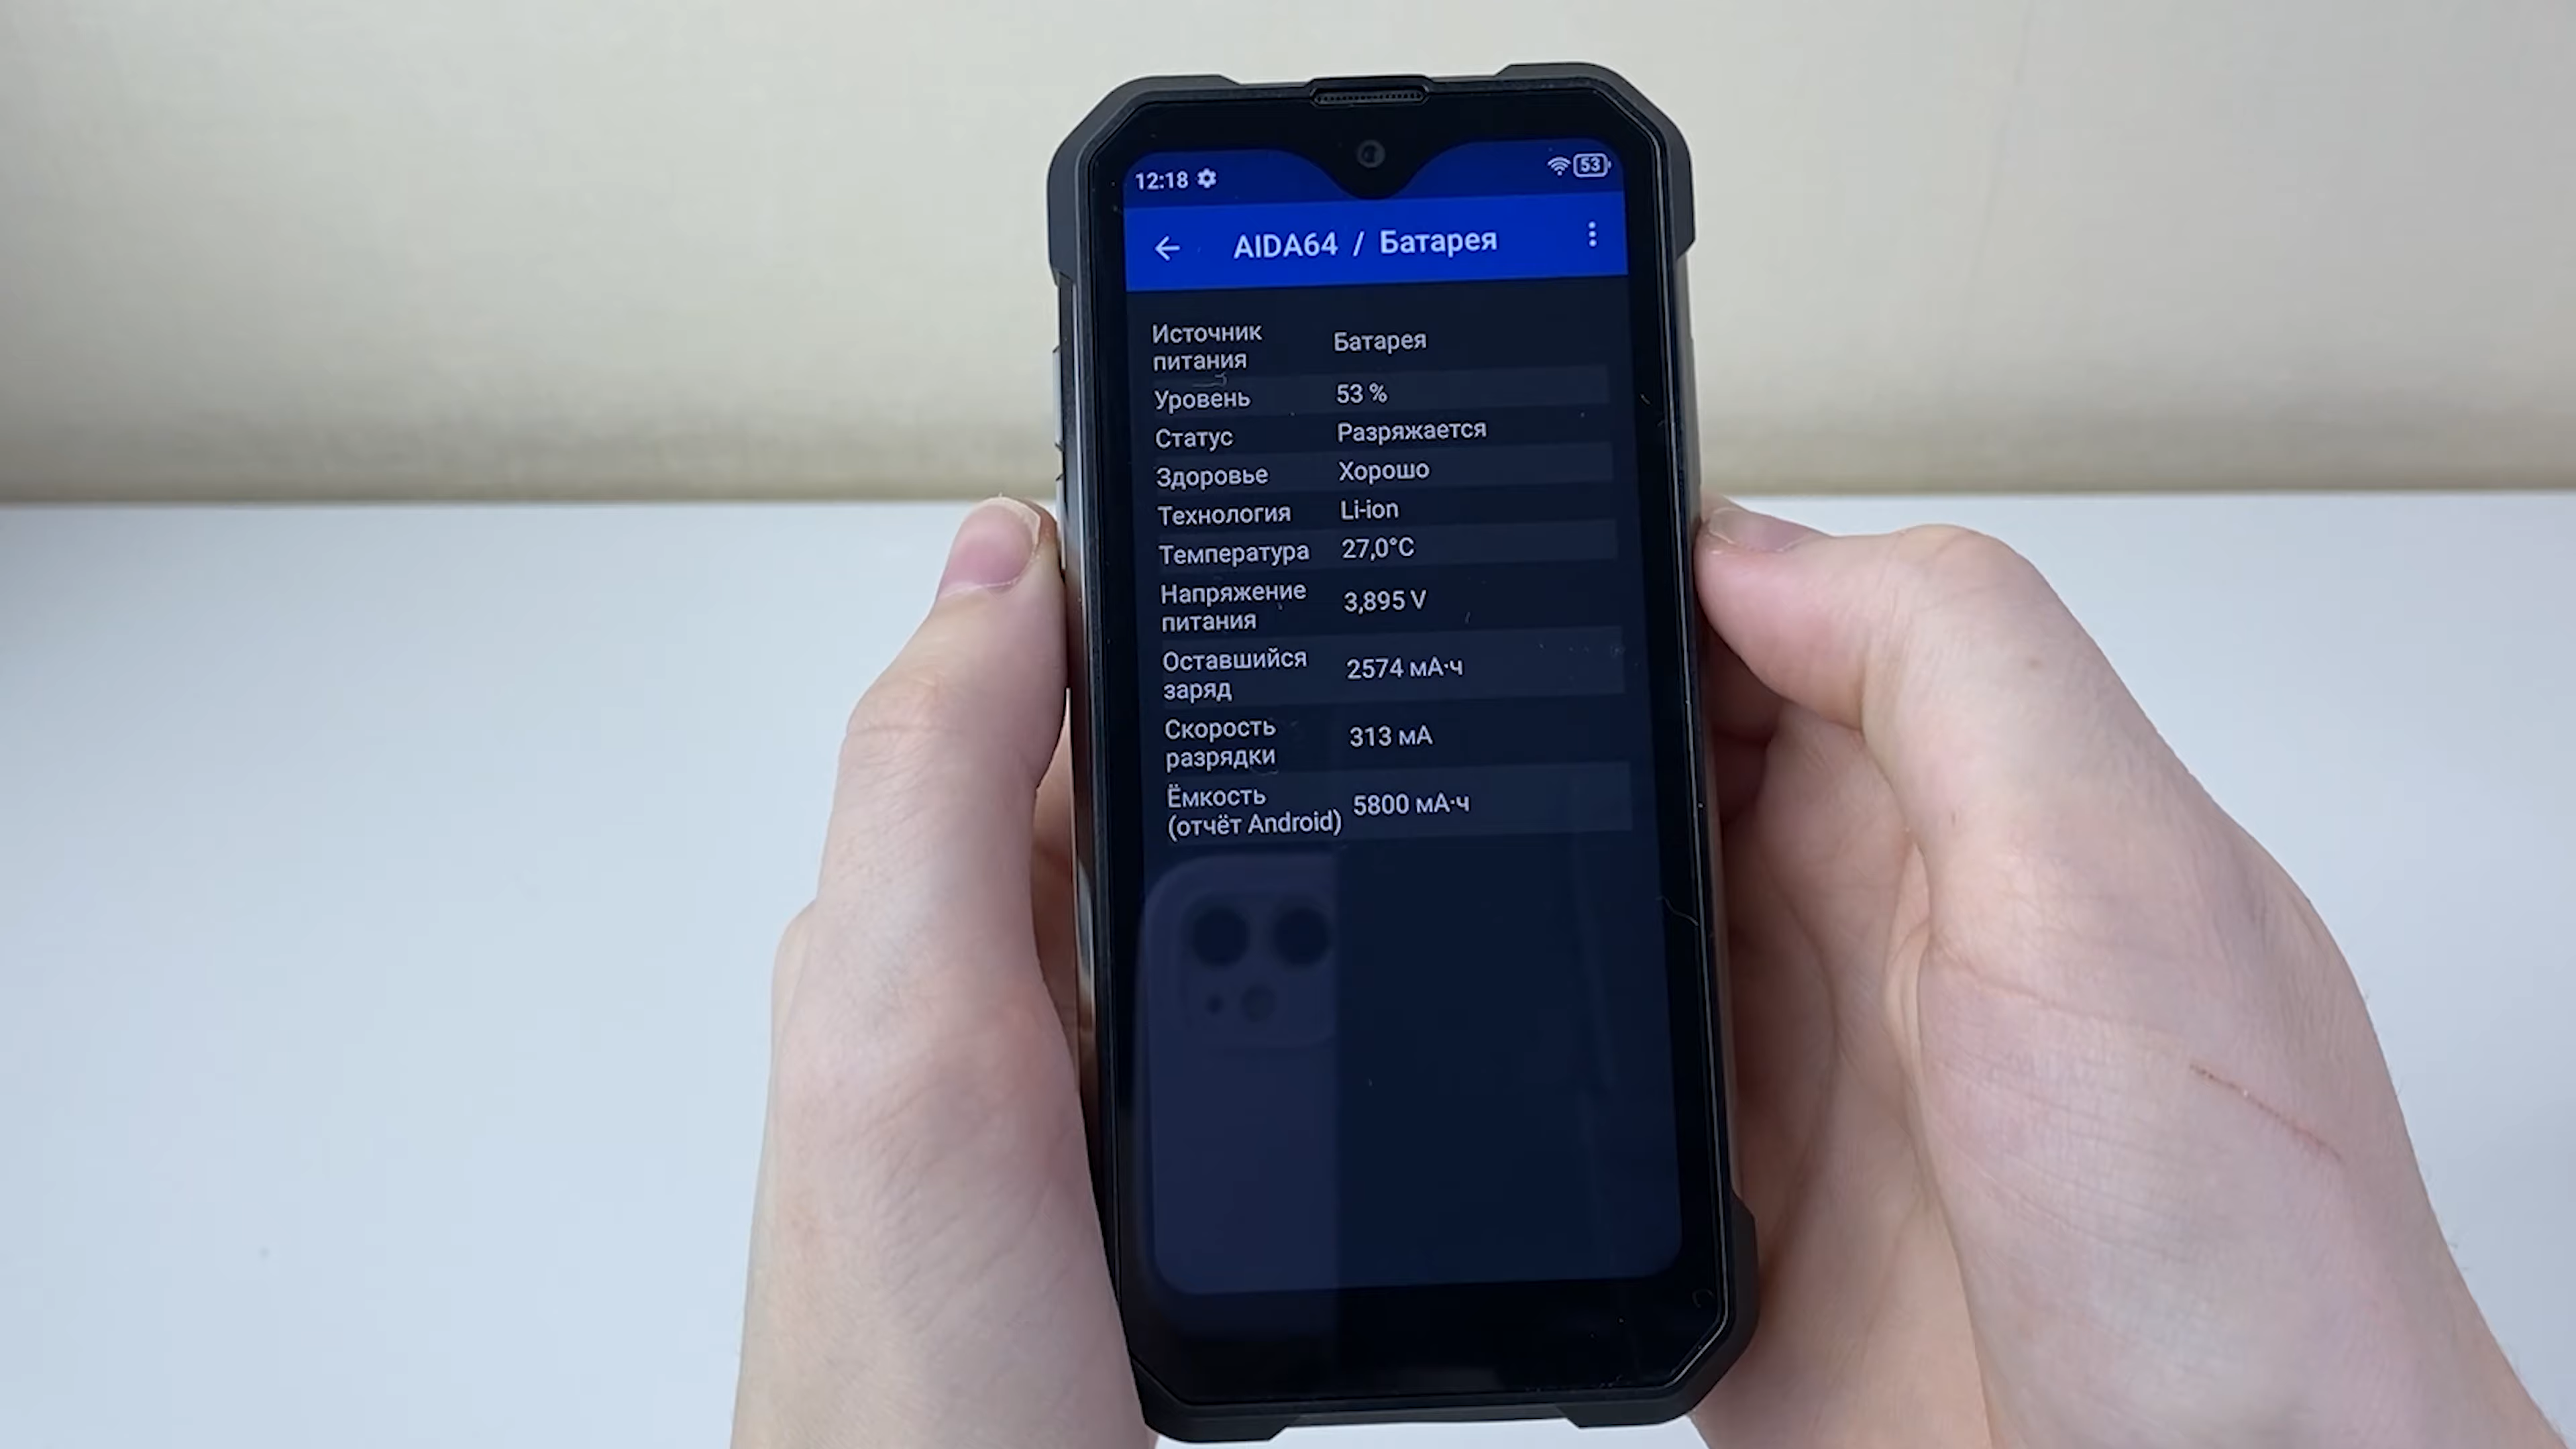 12:18 53
AIDA64 / Батарея
Источник
питания Батарея
Уровень 53 %
Статус Разряжается
Здоровье Хорошо
Технология Li-ion
Температура 27,0°C
Напряжение
питания 3,895 V
Оставшийся
заряд 2574 мА·ч
Скорость
разрядки 313 мА
Ёмкость
(отчёт Android) 5800 мА·ч